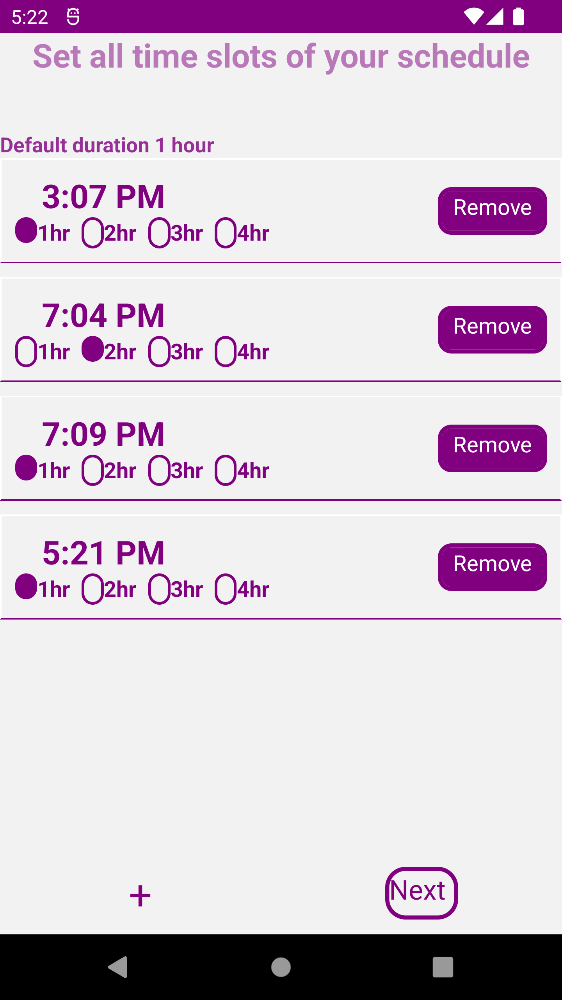 5:22
Set all time slots of your schedule
Default duration 1 hour
3:07 PM
Remove
1hr 2hr 3hr 4hr
7:04 PM
Remove
1hr 2hr 3hr 4hr
7:09 PM
Remove
1hr 2hr 3hr 4hr
5:21 PM
Remove
1hr 2hr 3hr 4hr
+ Next